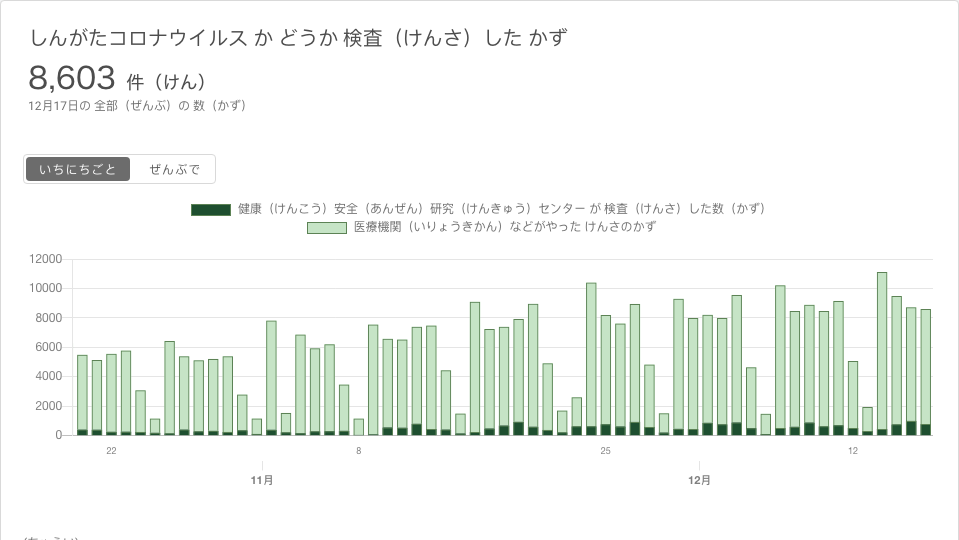 しんがたコロナウイルス か どうか 検査（けんさ）した かず
8,603 件（けん）
12月17日の 全部（ぜんぶ）の 数（かず）
いちにちごと ぜんぶで
健康（けんこう）安全（あんぜん）研究（けんきゅう）センター が 検査（けんさ）した数（かず）
医療機関（いりょうきかん）などがやった けんさのかず
12000
10000
8000
6000
4000
2000
0
22 8 25 12
11月 12月